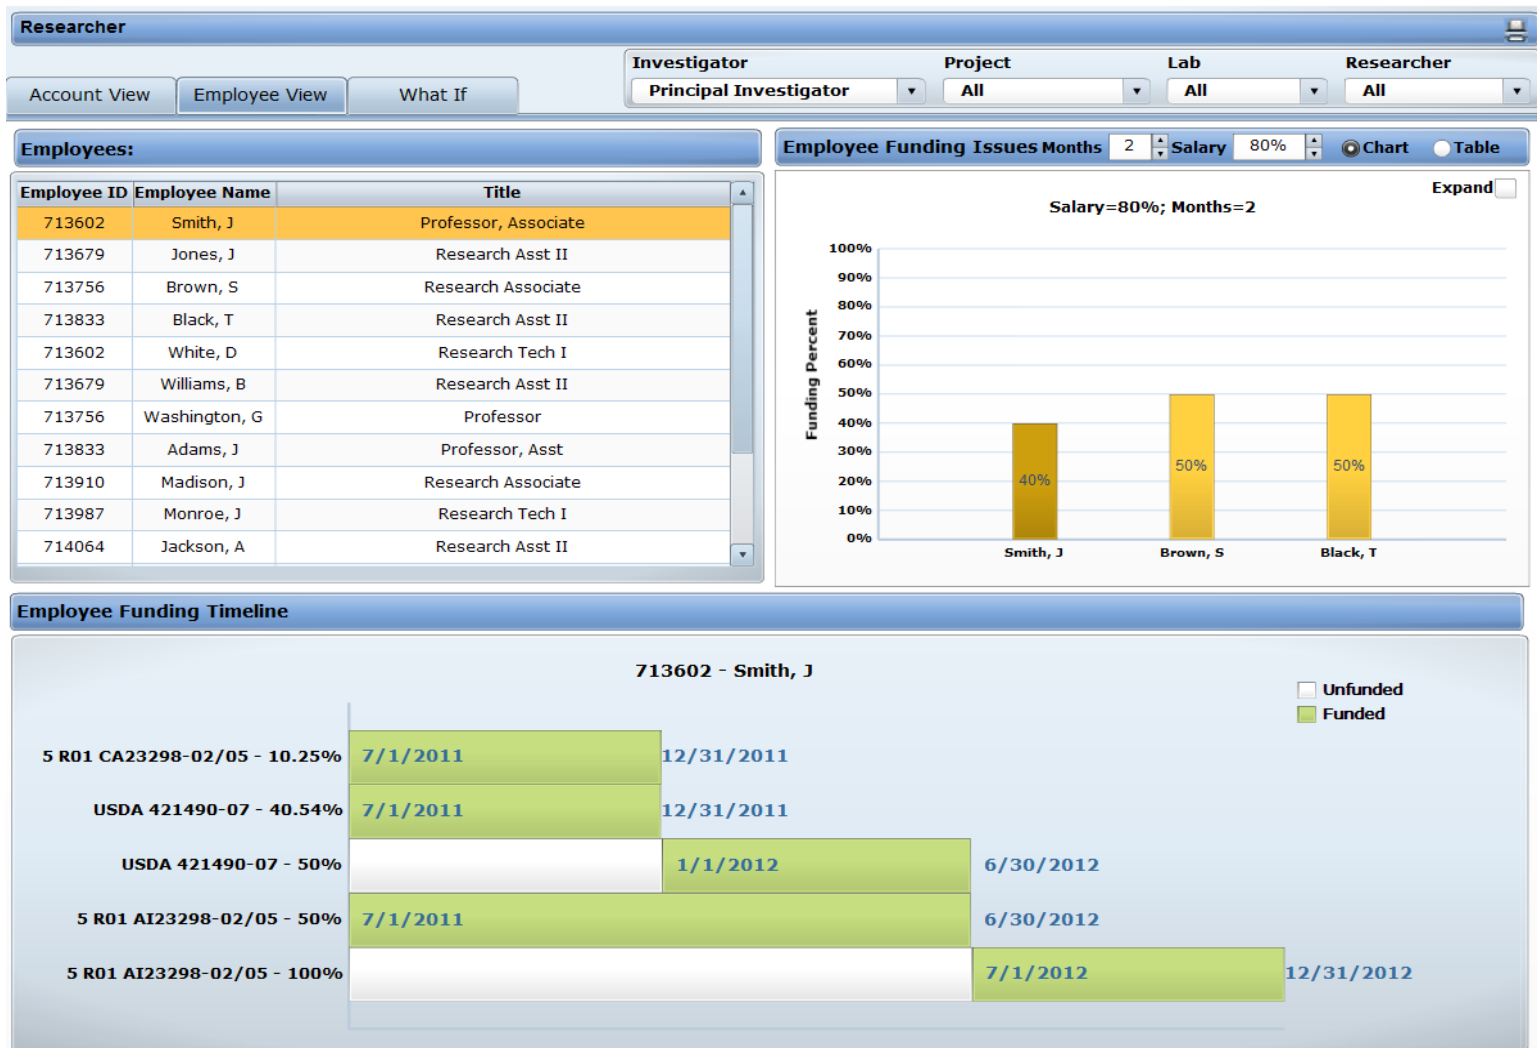 Researcher
Investigator Project Lab Researcher
Account View Employee View What If Principal Investigator All All All
Employees:
Employee Funding Issues Months 2 Salary 80% Chart Table
Employee ID Employee Name Title
713602 Smith, J Professor, Associate
713679 Jones, J Research Asst II
713756 Brown, S Research Associate
713833 Black, T Research Asst II
713602 White, D Research Tech I
713679 Williams, B Research Asst II
713756 Washington, G Professor
713833 Adams, J Professor, Asst
713910 Madison, J Research Associate
713987 Monroe, J Research Tech I
714064 Jackson, A Research Asst II
Expand
Salary=80%; Months=2
Funding Percent
100%
90%
80%
70%
60%
50%
40%
30%
20%
10%
0%
40% 50% 50%
Smith, J Brown, S Black, T
Employee Funding Timeline
713602 - Smith, J
Unfunded
Funded
5 R01 CA23298-02/05 - 10.25% 7/1/2011 12/31/2011
USDA 421490-07 - 40.54% 7/1/2011 12/31/2011
USDA 421490-07 - 50% 1/1/2012 6/30/2012
5 R01 AI23298-02/05 - 50% 7/1/2011 6/30/2012
5 R01 AI23298-02/05 - 100% 7/1/2012 12/31/2012